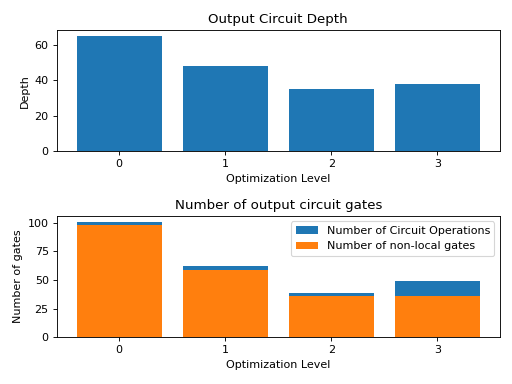 Output Circuit Depth
60
40
20
0
Depth
0 1 2 3
Optimization Level
Number of output circuit gates
100
75
50
25
0
Number of gates
Number of Circuit Operations
Number of non-local gates
0 1 2 3
Optimization Level